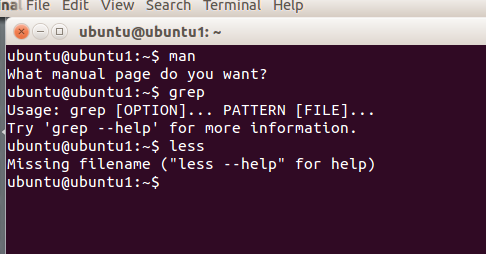 nal File Edit View Search Terminal Help
ubuntu@ubuntu1: ~
ubuntu@ubuntu1:~$ man
What manual page do you want?
ubuntu@ubuntu1:~$ grep
Usage: grep [OPTION]... PATTERN [FILE]...
Try 'grep --help' for more information.
ubuntu@ubuntu1:~$ less
Missing filename ("less --help" for help)
ubuntu@ubuntu1:~$